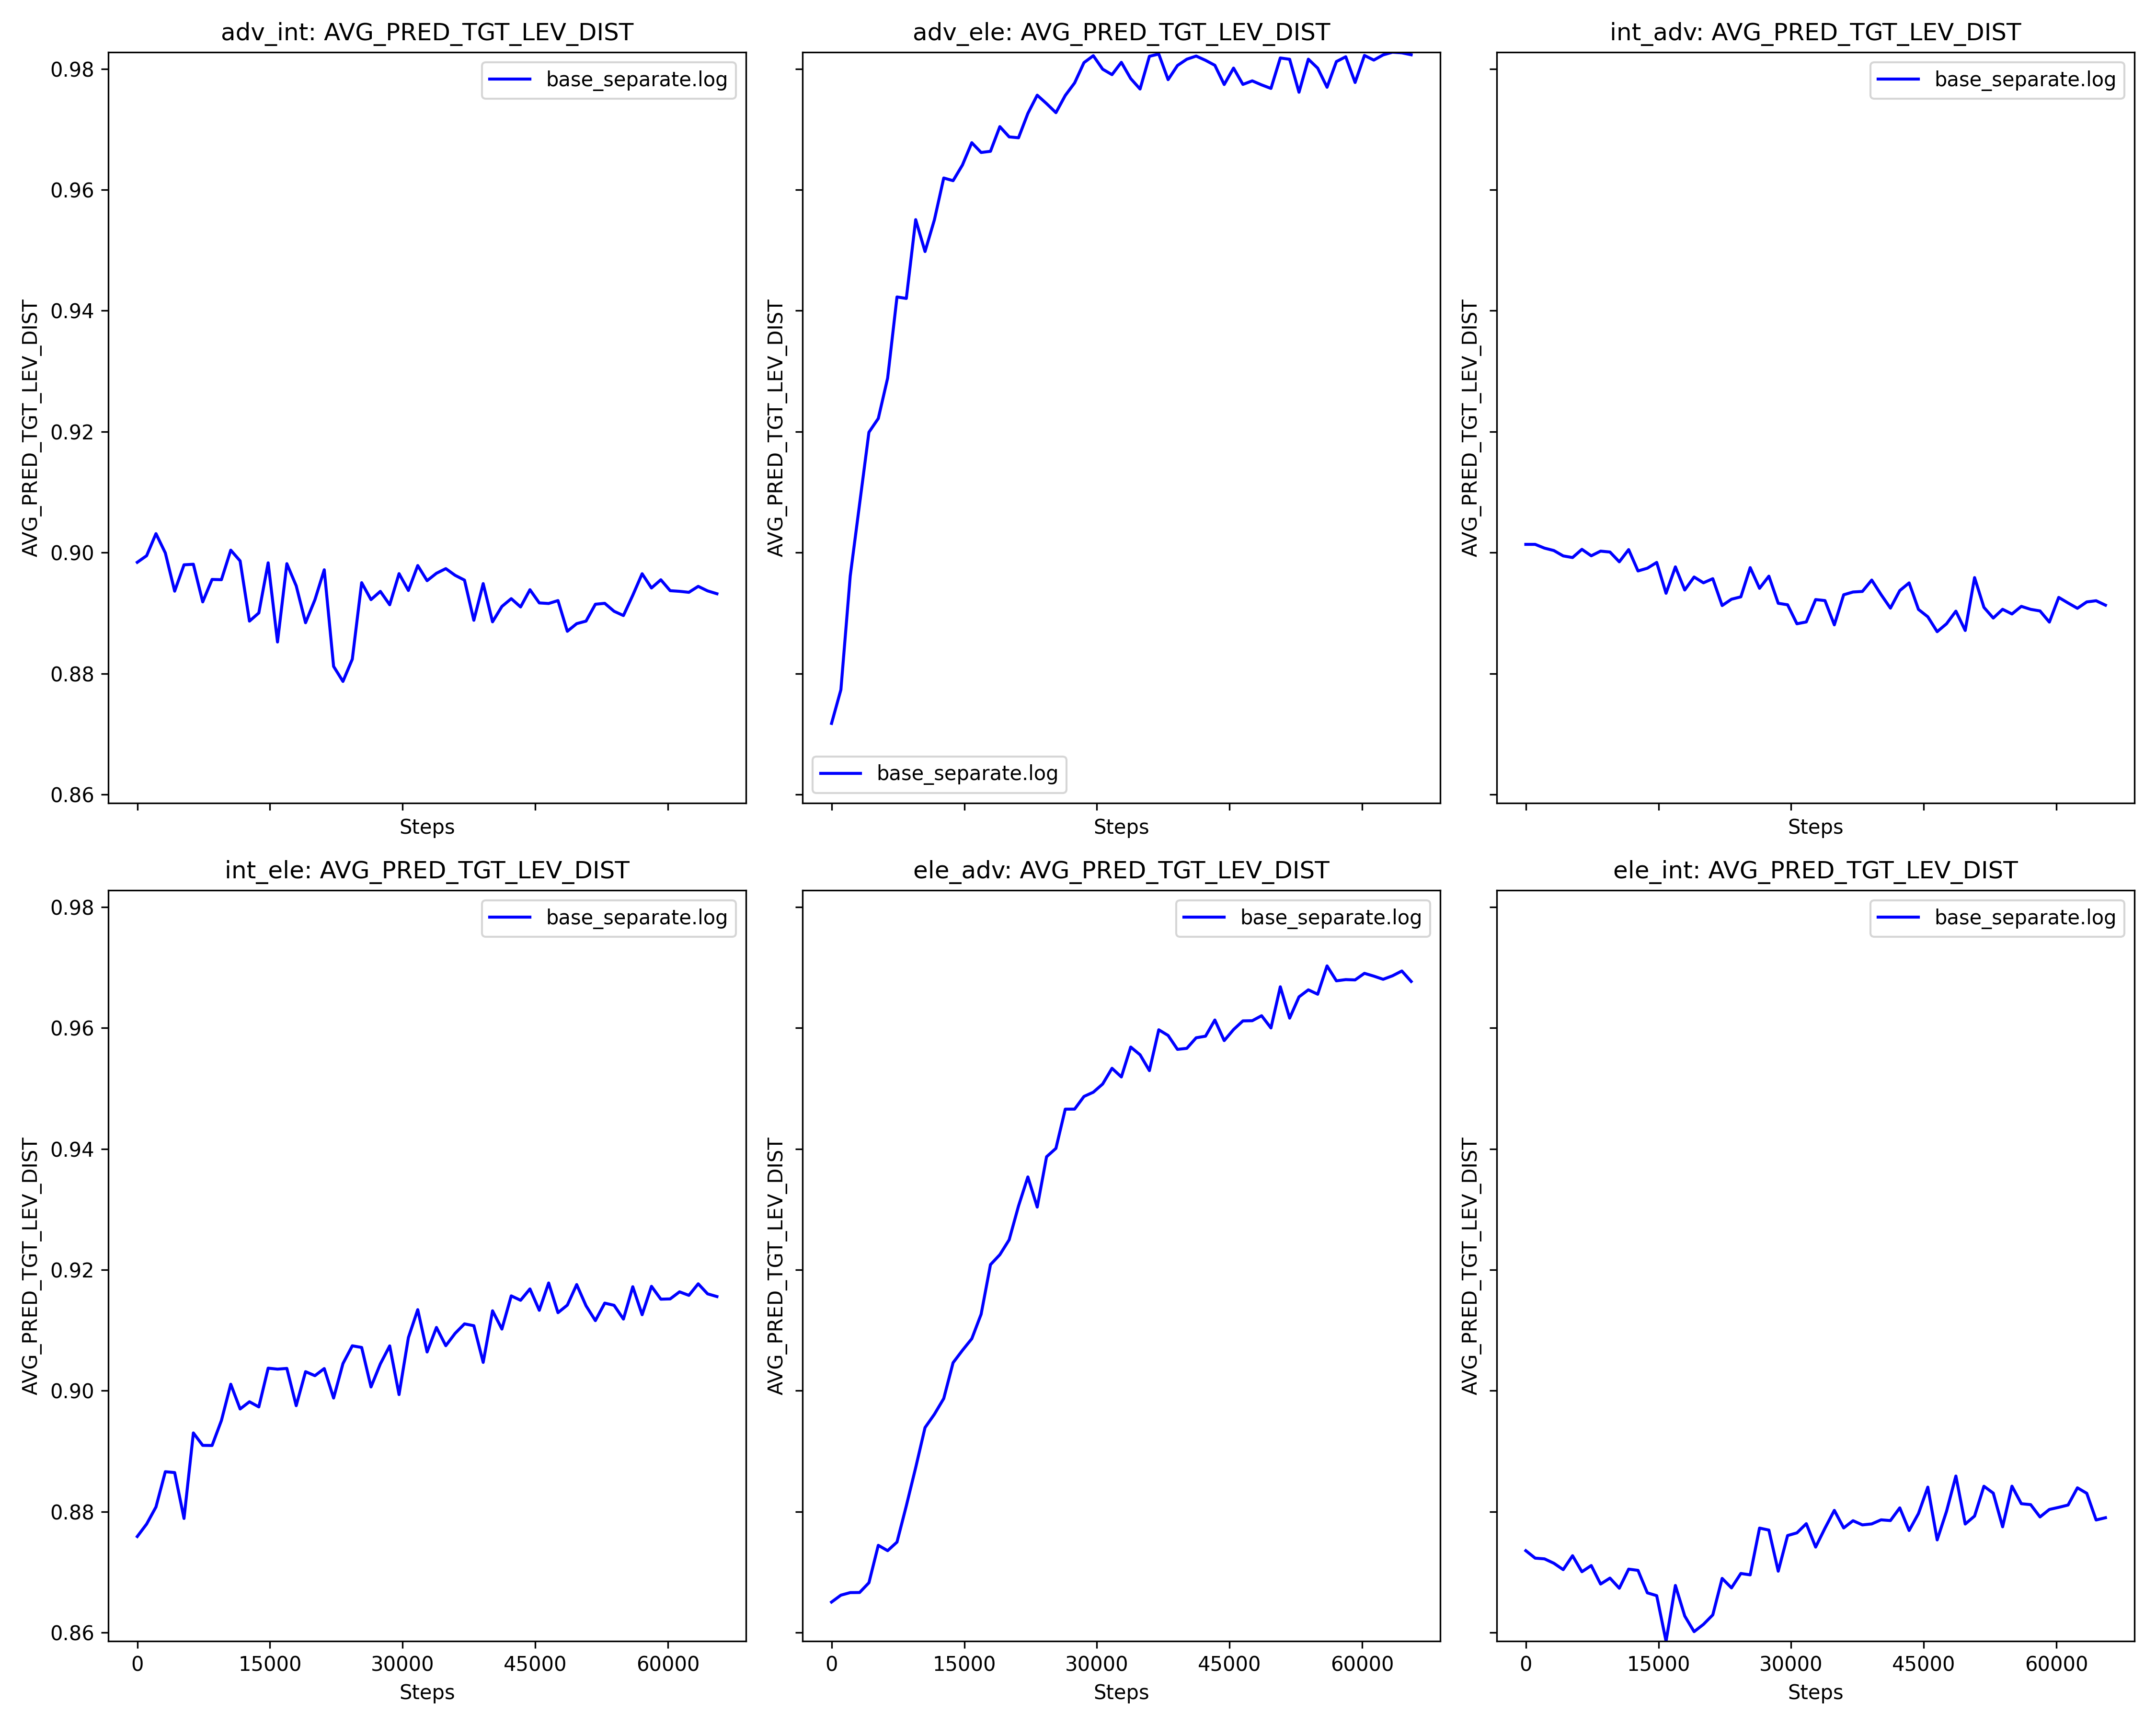 adv_int: AVG_PRED_TGT_LEV_DIST
adv_ele: AVG_PRED_TGT_LEV_DIST
int_adv: AVG_PRED_TGT_LEV_DIST
0.98
0.96
0.94
0.92
0.90
0.88
0.86
AVG_PRED_TGT_LEV_DIST
AVG_PRED_TGT_LEV_DIST
AVG_PRED_TGT_LEV_DIST
base_separate.log
base_separate.log
base_separate.log
Steps
Steps
Steps
int_ele: AVG_PRED_TGT_LEV_DIST
ele_adv: AVG_PRED_TGT_LEV_DIST
ele_int: AVG_PRED_TGT_LEV_DIST
0.98
0.96
0.94
0.92
0.90
0.88
0.86
AVG_PRED_TGT_LEV_DIST
AVG_PRED_TGT_LEV_DIST
AVG_PRED_TGT_LEV_DIST
base_separate.log
base_separate.log
base_separate.log
0 15000 30000 45000 60000
0 15000 30000 45000 60000
0 15000 30000 45000 60000
Steps
Steps
Steps